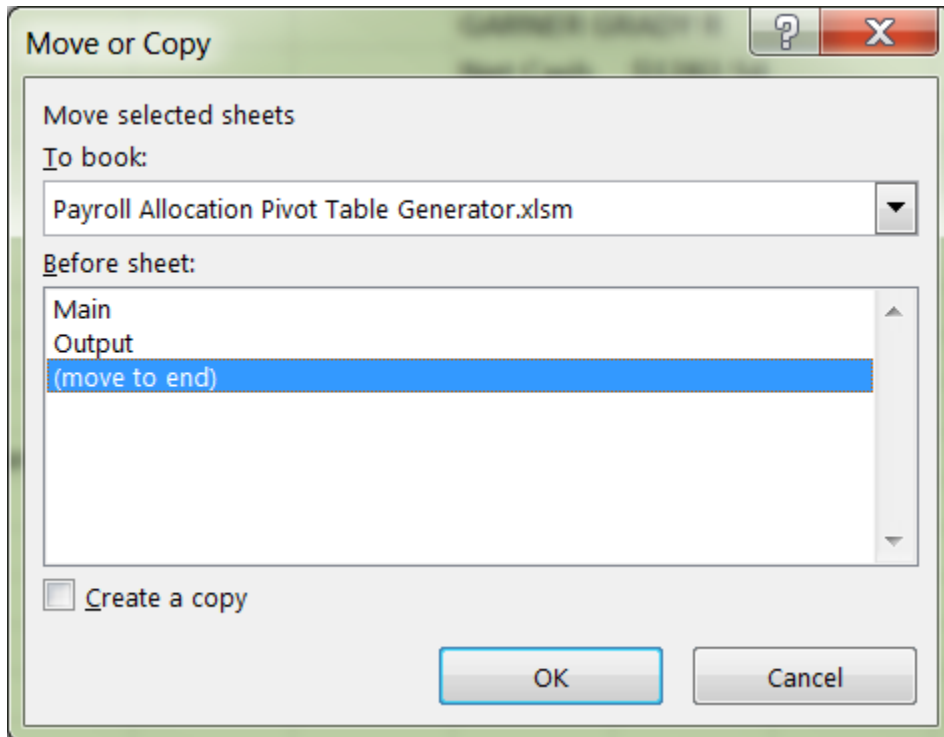 Move or Copy
Move selected sheets
To book:
Payroll Allocation Pivot Table Generator.xlsm
Before sheet:
Main
Output
(move to end)
Create a copy
OK
Cancel